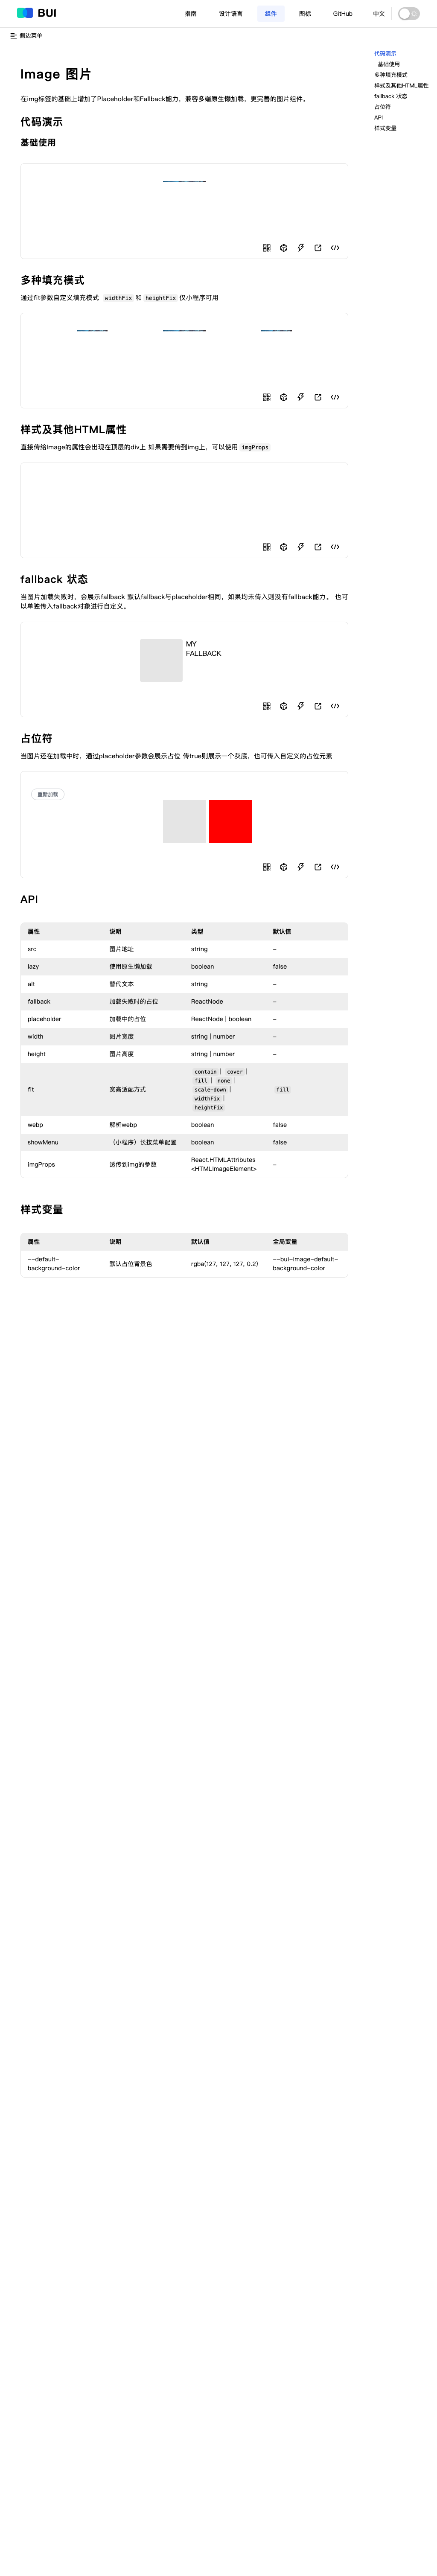 BUI
指南
设计语言
组件
图标
GitHub
中文
侧边菜单
代码演示
基础使用
多种填充模式
样式及其他HTML属性
fallback 状态
占位符
API
样式变量
Image 图片
在img标签的基础上增加了Placeholder和Fallback能力，兼容多端原生懒加载，更完善的图片组件。
代码演示
基础使用
多种填充模式
通过fit参数自定义填充模式 widthFix 和 heightFix 仅小程序可用
样式及其他HTML属性
直接传给Image的属性会出现在顶层的div上 如果需要传到img上，可以使用 imgProps
fallback 状态
当图片加载失败时，会展示fallback 默认fallback与placeholder相同，如果均未传入则没有fallback能力。 也可
以单独传入fallback对象进行自定义。
MY
FALLBACK
占位符
当图片还在加载中时，通过placeholder参数会展示占位 传true则展示一个灰底，也可传入自定义的占位元素
重新加载
API
属性 说明 类型 默认值
src 图片地址 string -
lazy 使用原生懒加载 boolean false
alt 替代文本 string -
fallback 加载失败时的占位 ReactNode -
placeholder 加载中的占位 ReactNode | boolean -
width 图片宽度 string | number -
height 图片高度 string | number -
fit 宽高适配方式 contain | cover |
fill | none |
scale-down |
widthFix |
heightFix
fill
webp 解析webp boolean false
showMenu （小程序）长按菜单配置 boolean false
imgProps 透传到img的参数 React.HTMLAttributes
<HTMLImageElement> -
样式变量
属性 说明 默认值 全局变量
--default-
background-color 默认占位背景色 rgba(127, 127, 127, 0.2) --bui-image-default-
background-color